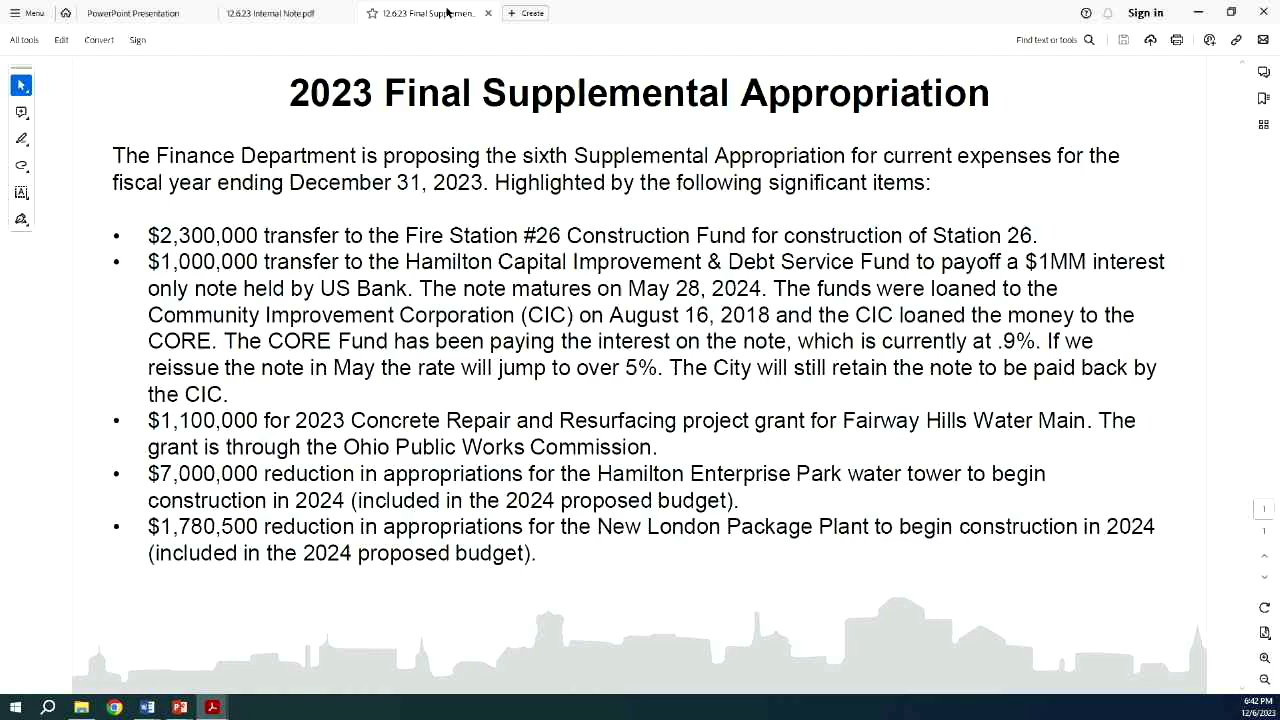 Menu PowerPoint Presentation 12.6.23 Internal Note.pdf 12.6.23 Final Supplemen... Create Sign in
All tools Edit Convert Sign Find text or tools
2023 Final Supplemental Appropriation
The Finance Department is proposing the sixth Supplemental Appropriation for current expenses for the
fiscal year ending December 31, 2023. Highlighted by the following significant items:
• $2,300,000 transfer to the Fire Station #26 Construction Fund for construction of Station 26.
• $1,000,000 transfer to the Hamilton Capital Improvement & Debt Service Fund to payoff a $1MM interest
only note held by US Bank. The note matures on May 28, 2024. The funds were loaned to the
Community Improvement Corporation (CIC) on August 16, 2018 and the CIC loaned the money to the
CORE. The CORE Fund has been paying the interest on the note, which is currently at .9%. If we
reissue the note in May the rate will jump to over 5%. The City will still retain the note to be paid back by
the CIC.
• $1,100,000 for 2023 Concrete Repair and Resurfacing project grant for Fairway Hills Water Main. The
grant is through the Ohio Public Works Commission.
• $7,000,000 reduction in appropriations for the Hamilton Enterprise Park water tower to begin
construction in 2024 (included in the 2024 proposed budget).
• $1,780,500 reduction in appropriations for the New London Package Plant to begin construction in 2024
(included in the 2024 proposed budget).
1
1
6:42 PM
12/6/2023